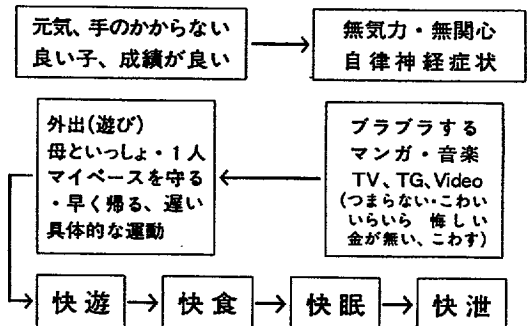 元気、手のかからない
良い子、成績が良い
無気力・無関心
自律神経症状
ブラブラする
マンガ・音楽
TV、TG、Video
(つまらない・こわい
いらいら 悔しい
金が無い、こわす)
外出(遊び)
母といっしょ・1人
マイペースを守る
・早く帰る、遅い
具体的な運動
快遊
快食
快眠
快泄